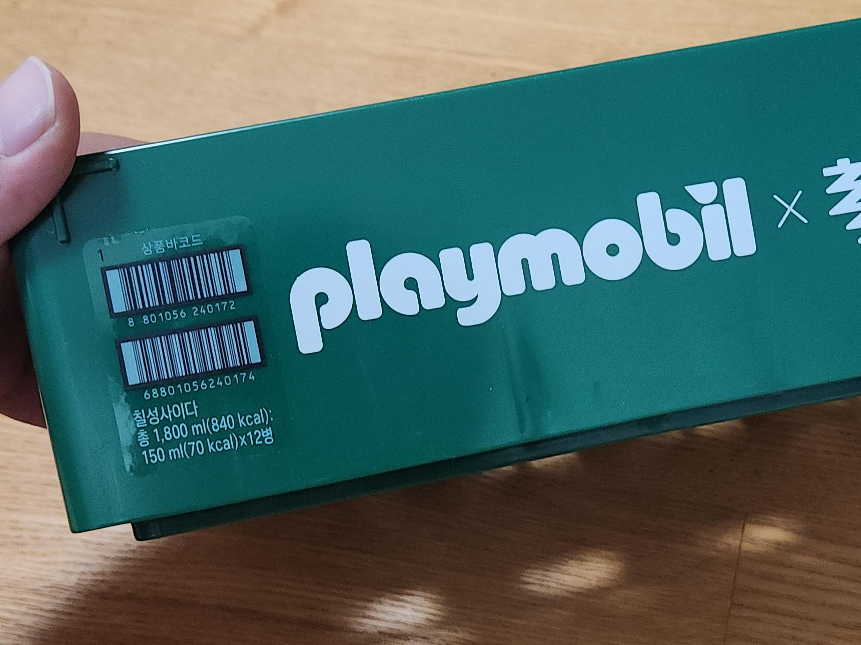 1 상품바코드
8 801056 240172
68801056240174
칠성사이다
총 1,800 ml(840 kcal):
150 ml(70 kcal)x12병
playmobil ×